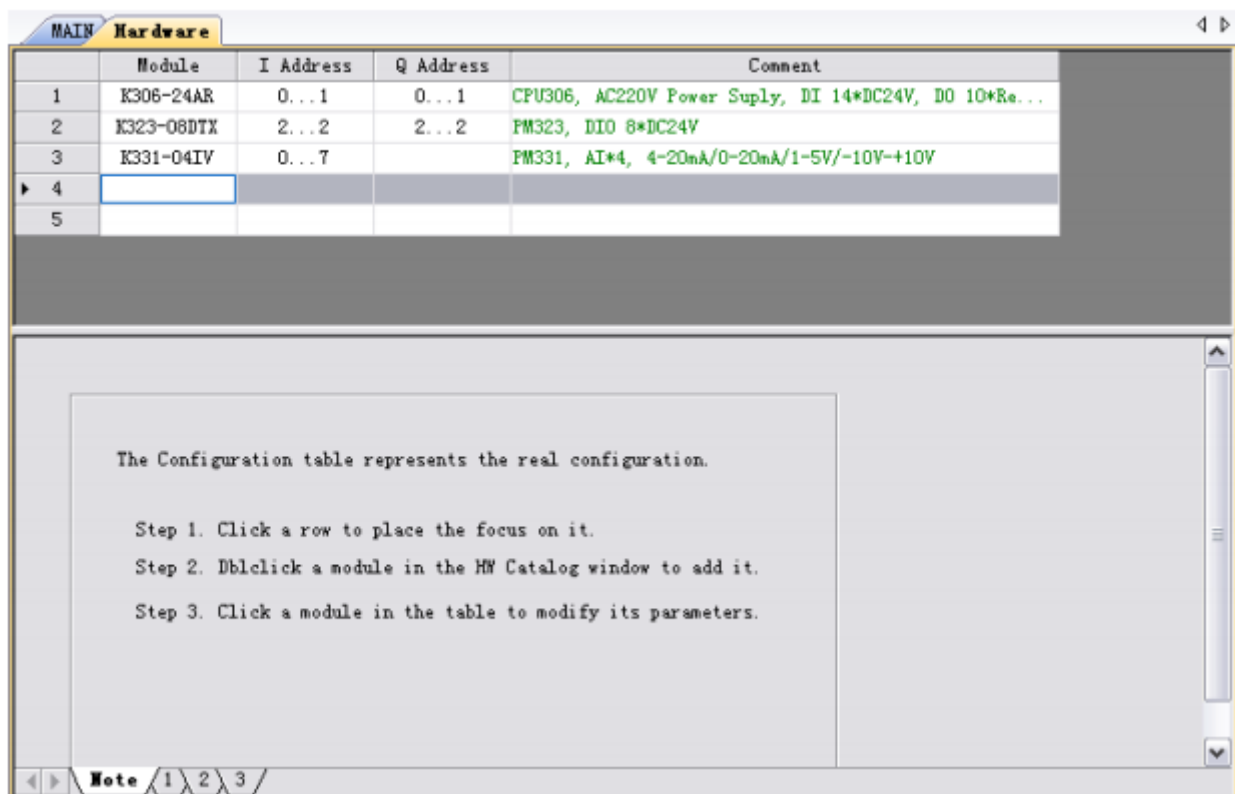 MAIN Hardware
Module I Address Q Address Comment
1 K306-24AR 0...1 0...1 CPU306, AC220V Power Suply, DI 14*DC24V, DO 10*Re...
2 K323-08DTX 2...2 2...2 PM323, DIO 8*DC24V
3 K331-04IV 0...7 PM331, AI*4, 4-20mA/0-20mA/1-5V/-10V-+10V
4
5
The Configuration table represents the real configuration.
Step 1. Click a row to place the focus on it.
Step 2. Dblclick a module in the HW Catalog window to add it.
Step 3. Click a module in the table to modify its parameters.
Note 1 2 3